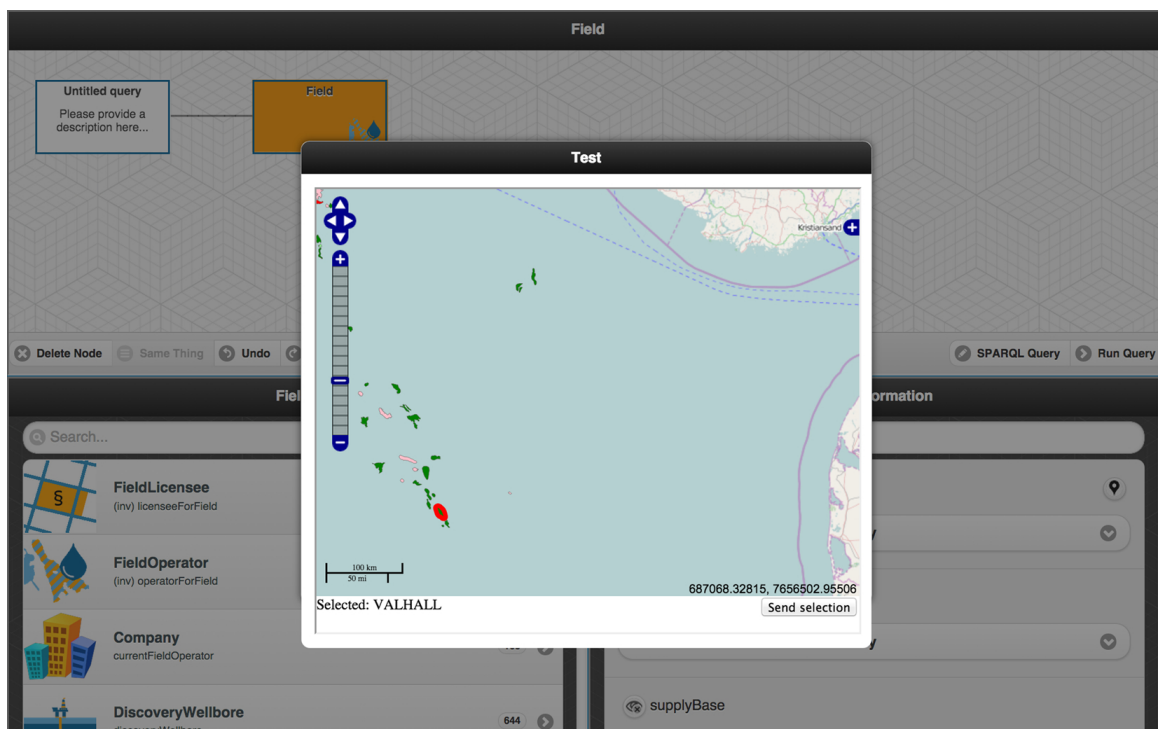 Field
Untitled query
Please provide a
description here...
Field
Test
Kristiansand
Delete Node
Same Thing
Undo
SPARQL Query
Run Query
100 km
50 mi
687068.32815, 7656502.95506
Selected: VALHALL
Send selection
Search...
§
FieldLicensee
(inv) licenseeForField
FieldOperator
(inv) operatorForField
Company
currentFieldOperator
DiscoveryWellbore
644
supplyBase